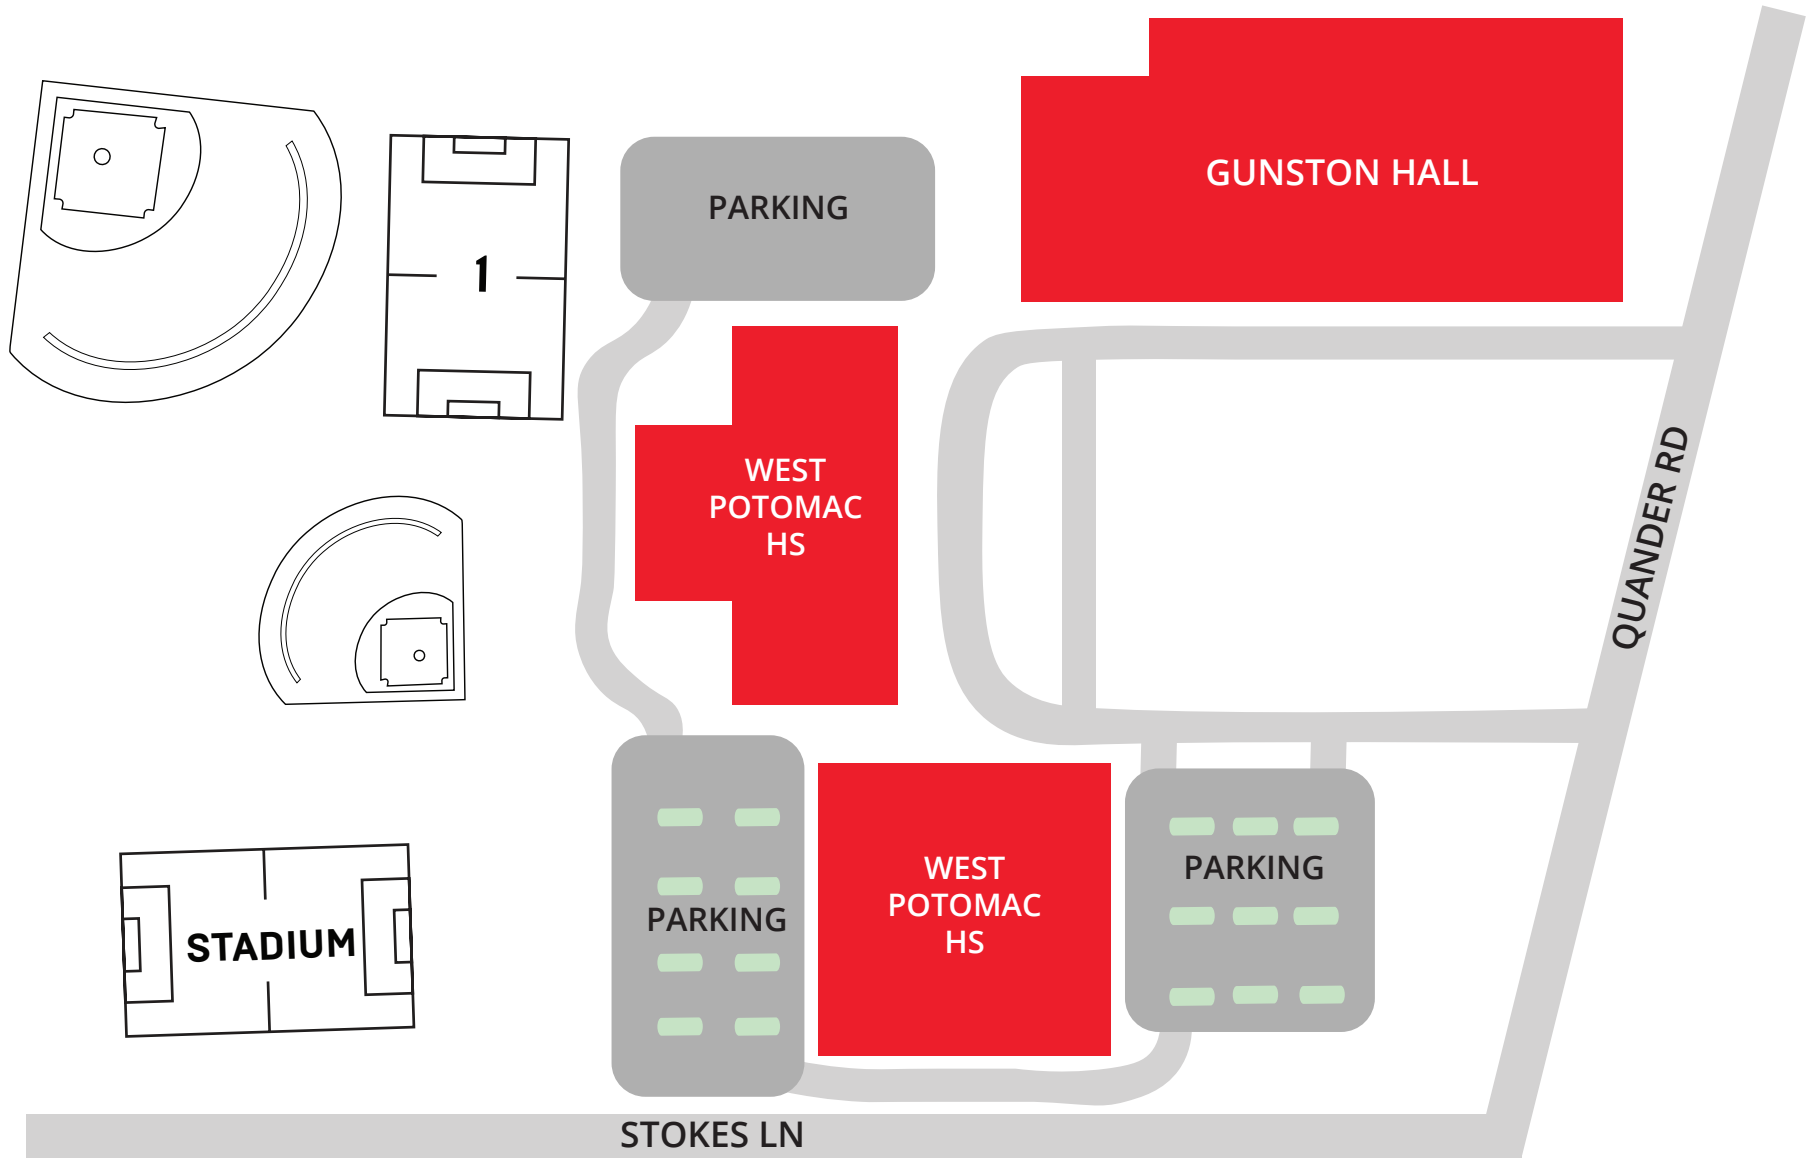 GUNSTON HALL
PARKING
1
WEST
POTOMAC
HS
QUANDER RD
PARKING
WEST
POTOMAC
HS
PARKING
STADIUM
STOKES LN